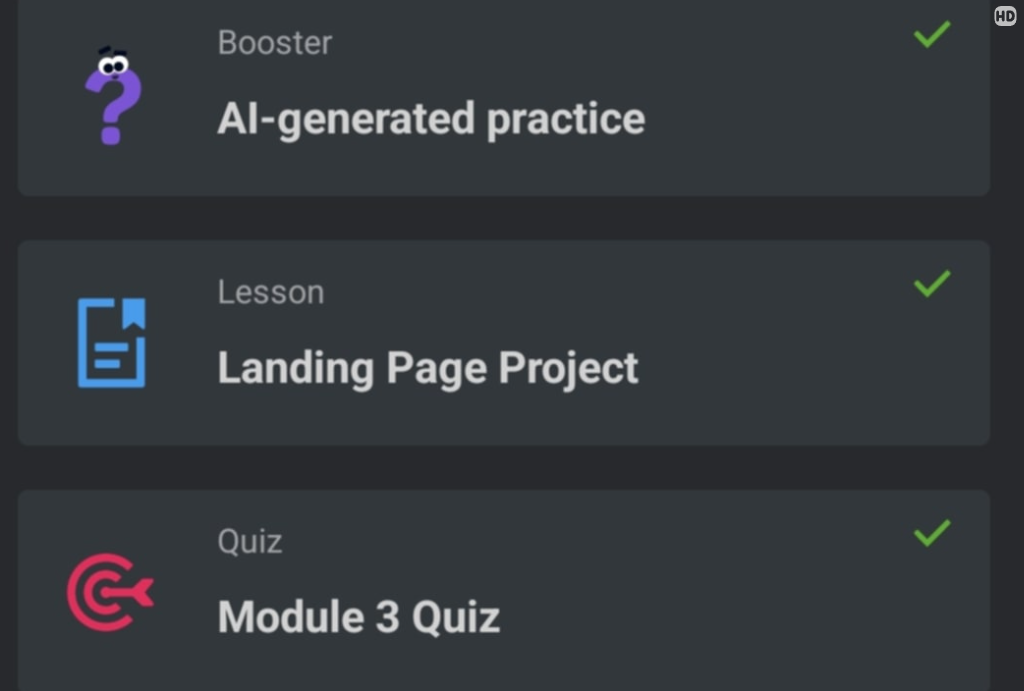 HD
Booster
AI-generated practice
Lesson
Landing Page Project
Quiz
Module 3 Quiz